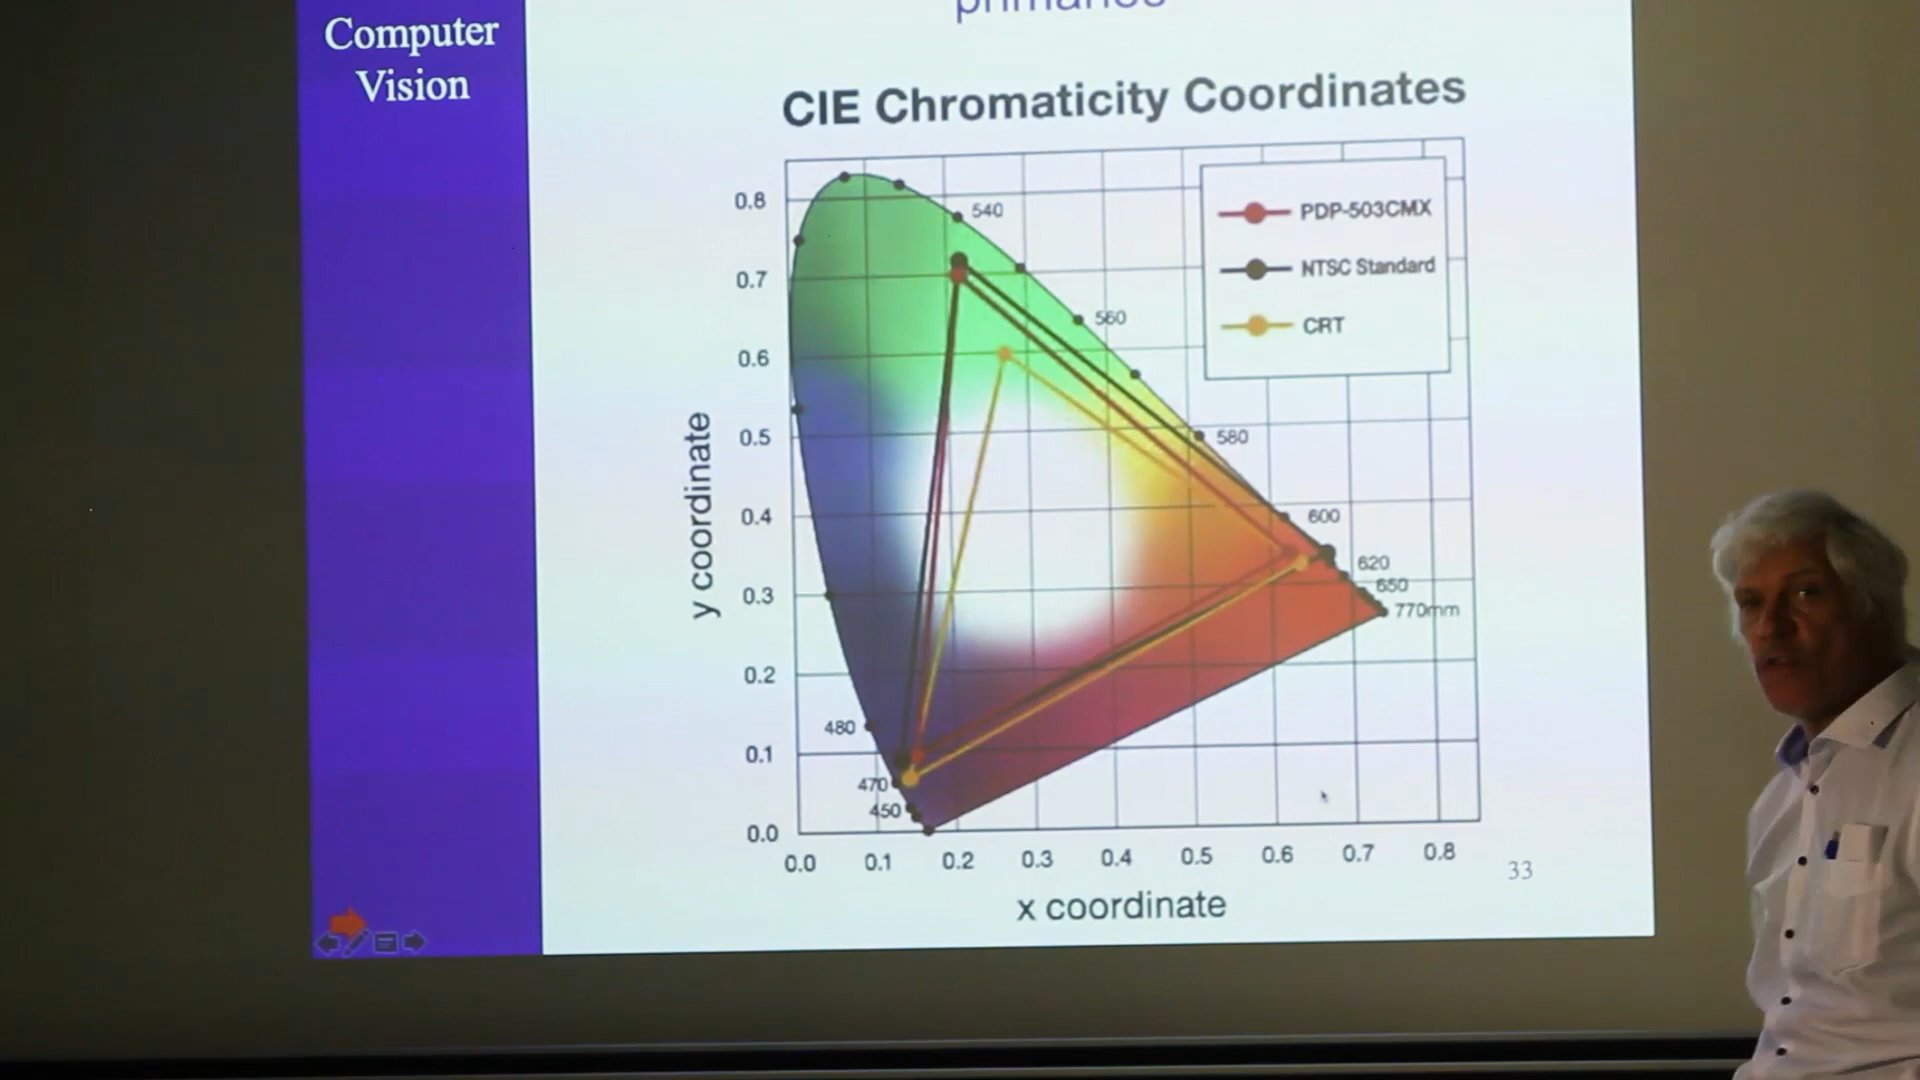 Computer
Vision
primaries
CIE Chromaticity Coordinates
PDP-503CMX
NTSC Standard
CRT
y coordinate
0.8
0.7
0.6
0.5
0.4
0.3
0.2
0.1
0.0
540
560
580
600
620
650
770mm
480
470
450
0.0 0.1 0.2 0.3 0.4 0.5 0.6 0.7 0.8
x coordinate
33